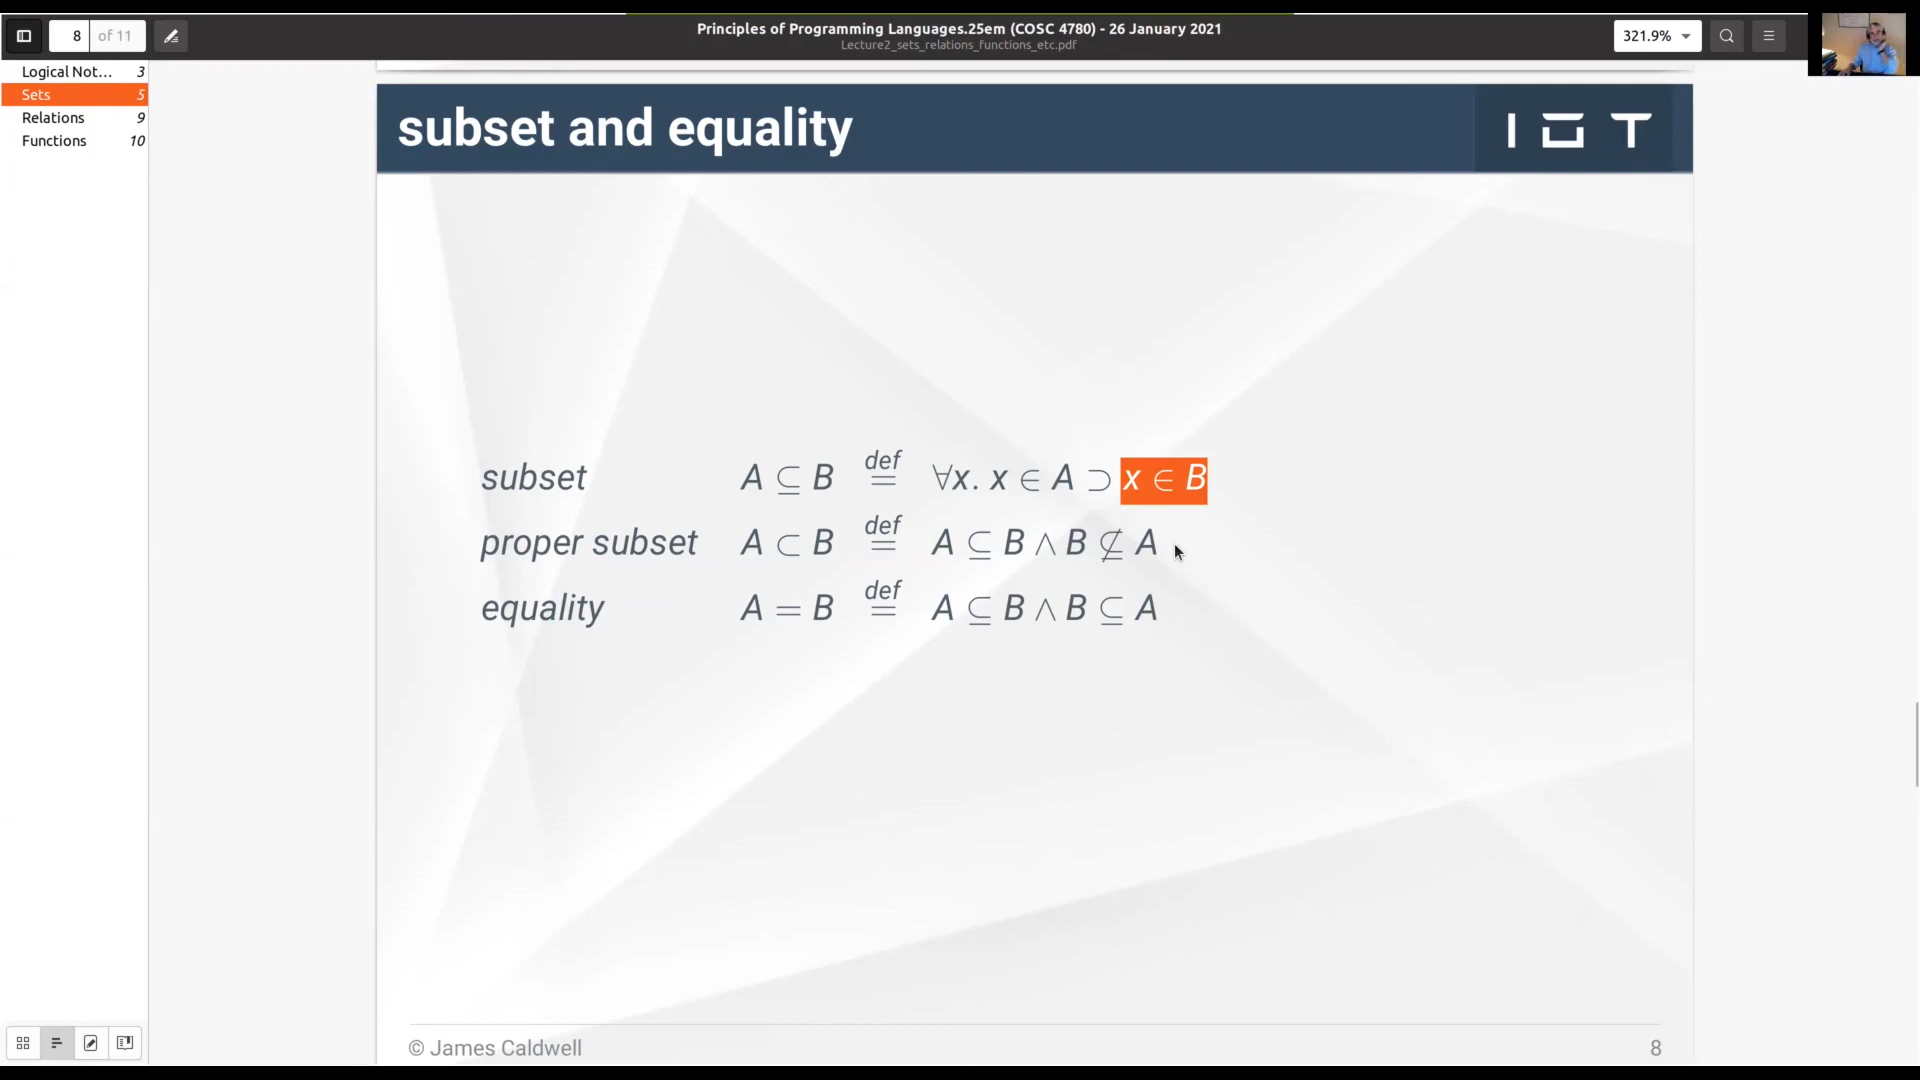 8 of 11
Principles of Programming Languages.25em (COSC 4780) - 26 January 2021
Lecture2_sets_relations_functions_etc.pdf
321.9%
Logical Not... 3
Sets 5
Relations 9
Functions 10
subset and equality
subset A ⊆ B def= ∀x. x ∈ A ⊃ x ∈ B
proper subset A ⊂ B def= A ⊆ B ∧ B ⊈ A
equality A = B def= A ⊆ B ∧ B ⊆ A
© James Caldwell 8